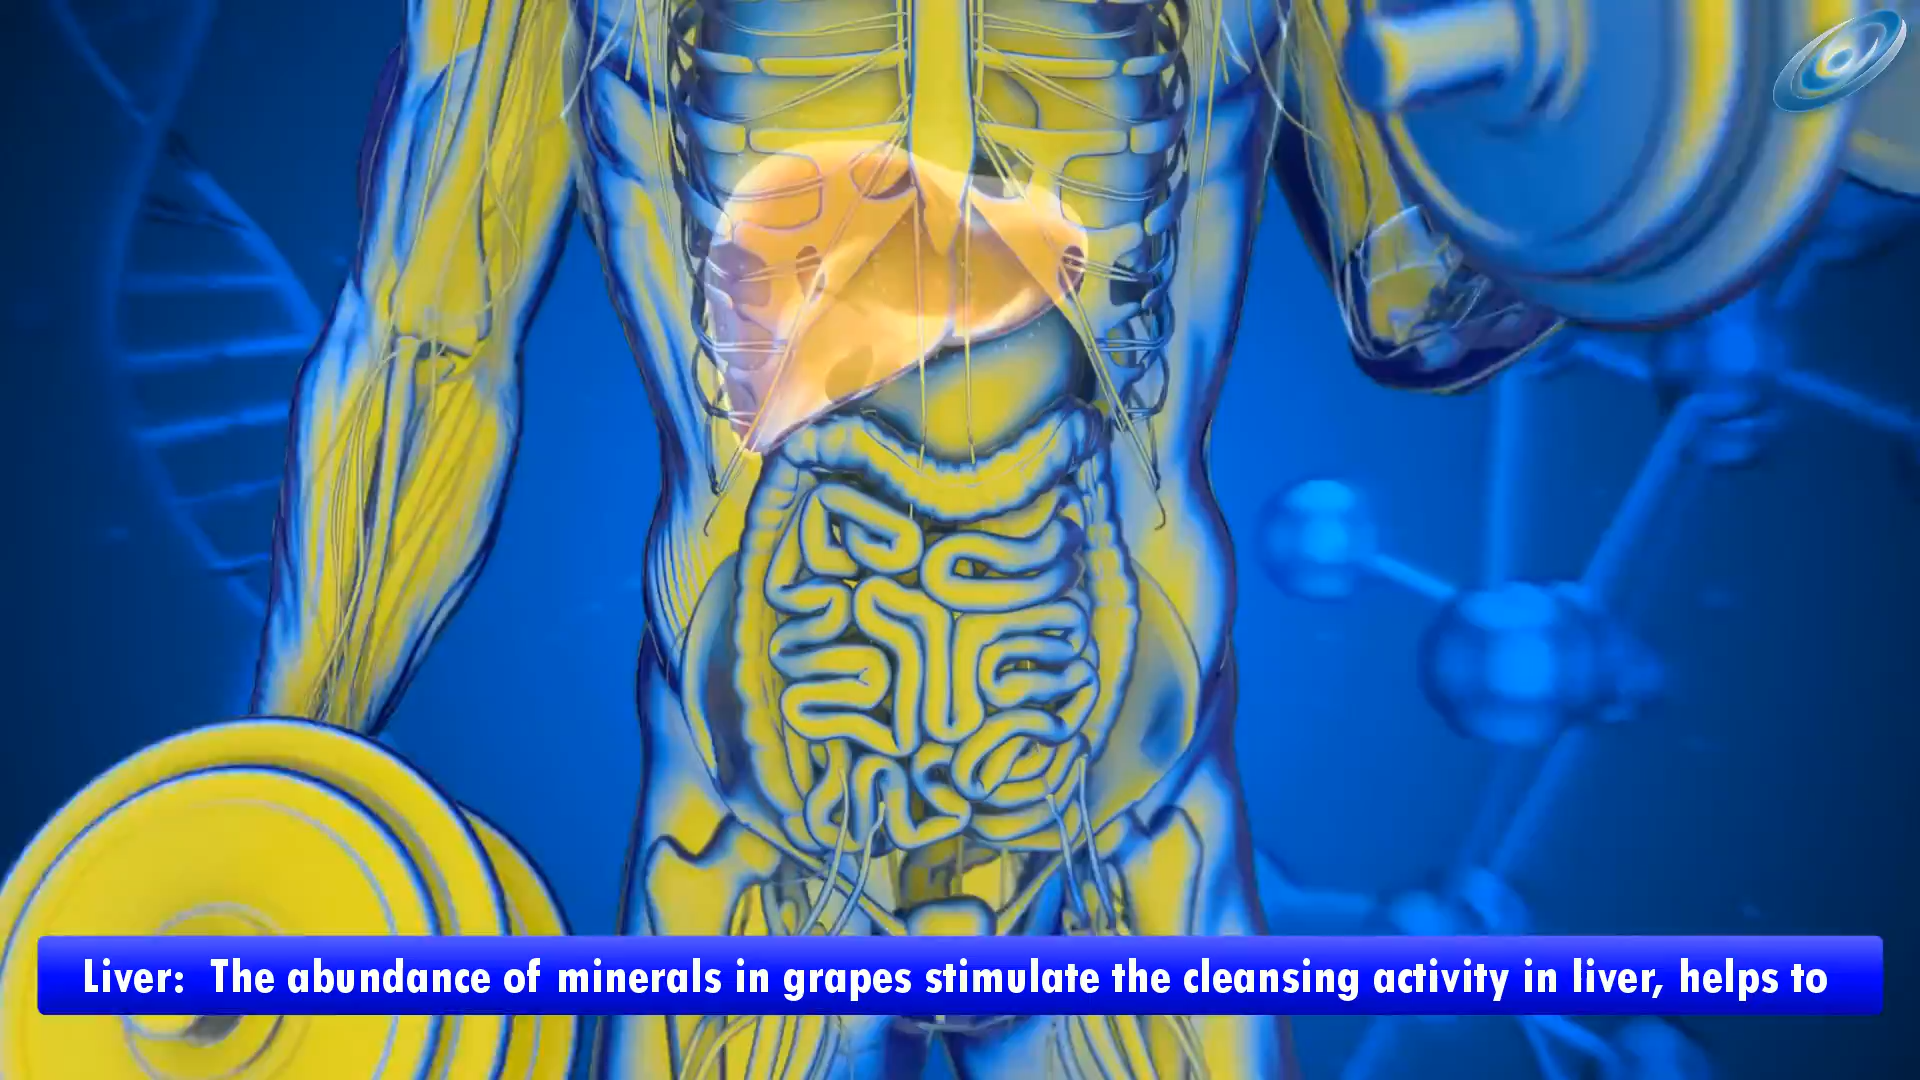 Liver:  The abundance of minerals in grapes stimulate the cleansing activity in liver, helps to